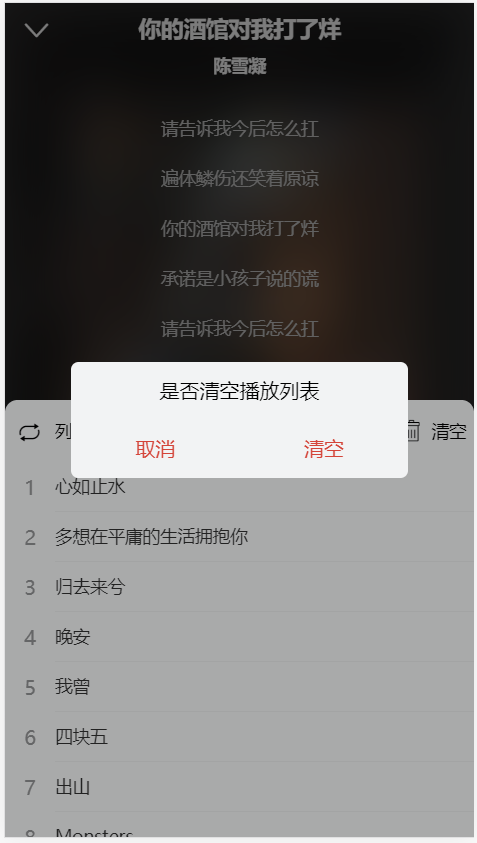 你的酒馆对我打了烊
陈雪凝
请告诉我今后怎么扛
遍体鳞伤还笑着原谅
你的酒馆对我打了烊
承诺是小孩子说的谎
请告诉我今后怎么扛
是否清空播放列表
取消 清空
列 清空
1 心如止水
2 多想在平庸的生活拥抱你
3 归去来兮
4 晚安
5 我曾
6 四块五
7 出山
8 Monsters